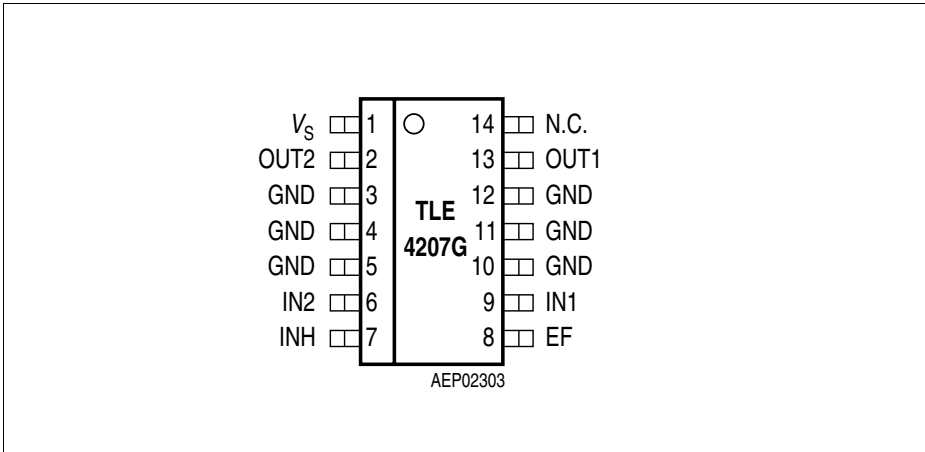 VS 1 14 N.C.
OUT2 2 13 OUT1
GND 3 12 GND
TLE
GND 4 11 GND
4207G
GND 5 10 GND
IN2 6 9 IN1
INH 7 8 EF
AEP02303